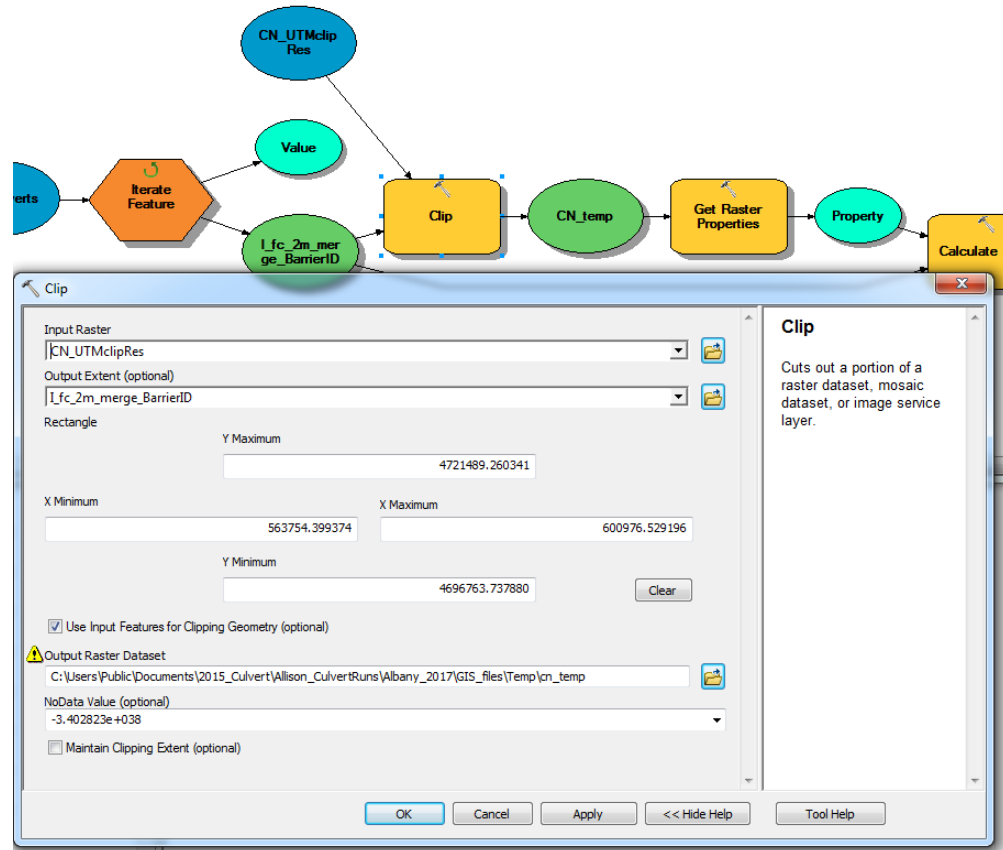 CN_UTMclip
Res
Value
verts
Iterate
Feature
I_fc_2m_mer
ge_BarrierID
Clip
CN_temp
Get Raster
Properties
Property
Calculate
Clip
X
Input Raster
CN_UTMclipRes
Output Extent (optional)
I_fc_2m_merge_BarrierID
Rectangle
Y Maximum
4721489.260341
X Minimum
X Maximum
563754.399374
600976.529196
Y Minimum
4696763.737880
Clear
Use Input Features for Clipping Geometry (optional)
Output Raster Dataset
C:\Users\Public\Documents\2015_Culvert\Allison_CulvertRuns\Albany_2017\GIS_files\Temp\cn_temp
NoData Value (optional)
-3.402823e+038
Maintain Clipping Extent (optional)
OK
Cancel
Apply
<< Hide Help
Tool Help
Clip
Cuts out a portion of a
raster dataset, mosaic
dataset, or image service
layer.